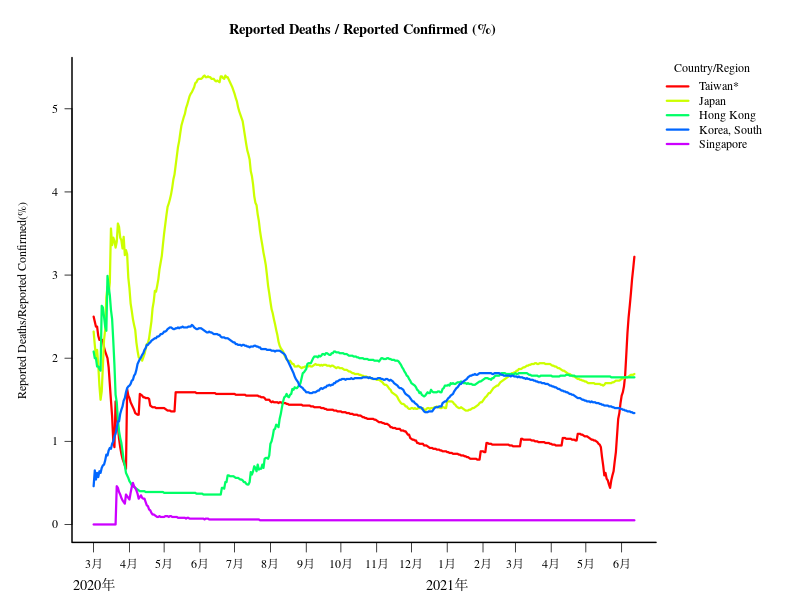 Reported Deaths / Reported Confirmed (%)
Country/Region
Taiwan*
Japan
Hong Kong
Korea, South
Singapore
Reported Deaths/Reported Confirmed(%)
5
4
3
2
1
0
3月 4月 5月 6月 7月 8月 9月 10月 11月 12月 1月 2月 3月 4月 5月 6月
2020年 2021年